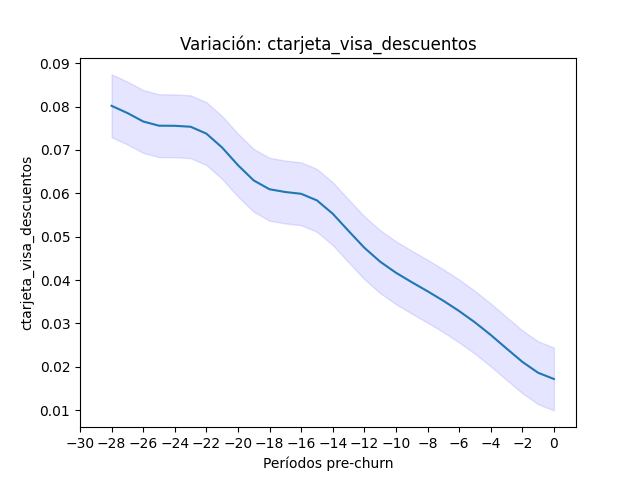 Variación: ctarjeta_visa_descuentos
ctarjeta_visa_descuentos
0.09
0.08
0.07
0.06
0.05
0.04
0.03
0.02
0.01
−30 −28 −26 −24 −22 −20 −18 −16 −14 −12 −10 −8 −6 −4 −2 0
Períodos pre-churn